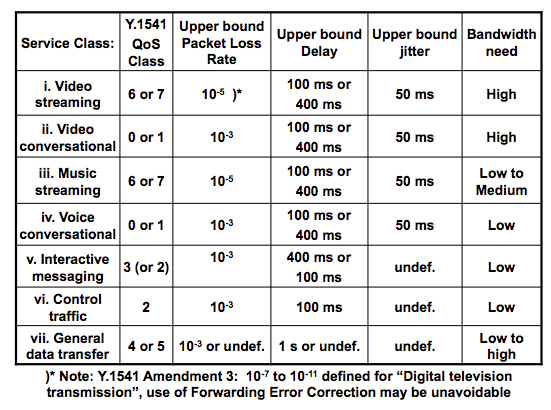 Service Class: Y.1541 QoS Class Upper bound Packet Loss Rate Upper bound Delay Upper bound jitter Bandwidth need
i. Video streaming 6 or 7 10-5 )* 100 ms or 400 ms 50 ms High
ii. Video conversational 0 or 1 10-3 100 ms or 400 ms 50 ms High
iii. Music streaming 6 or 7 10-5 100 ms or 400 ms 50 ms Low to Medium
iv. Voice conversational 0 or 1 10-3 100 ms or 400 ms 50 ms Low
v. Interactive messaging 3 (or 2) 10-3 400 ms or 100 ms undef. Low
vi. Control traffic 2 10-3 100 ms undef. Low
vii. General data transfer 4 or 5 10-3 or undef. 1 s or undef. undef. Low to high
)* Note: Y.1541 Amendment 3: 10-7 to 10-11 defined for “Digital television
transmission”, use of Forwarding Error Correction may be unavoidable